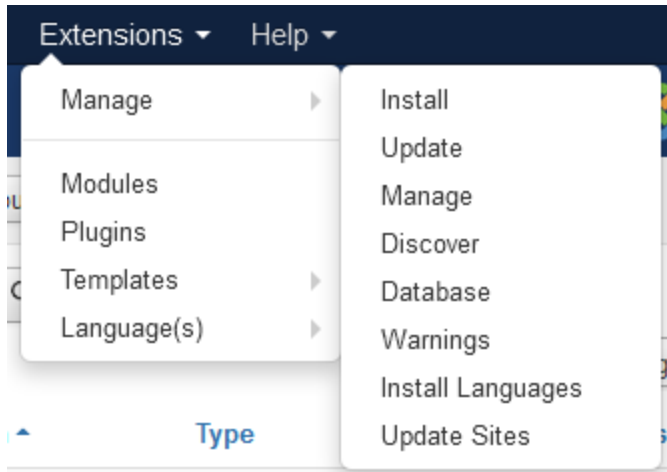 Extensions Help
Manage
Modules
Plugins
Templates
Language(s)
Install
Update
Manage
Discover
Database
Warnings
Install Languages
Update Sites
Type